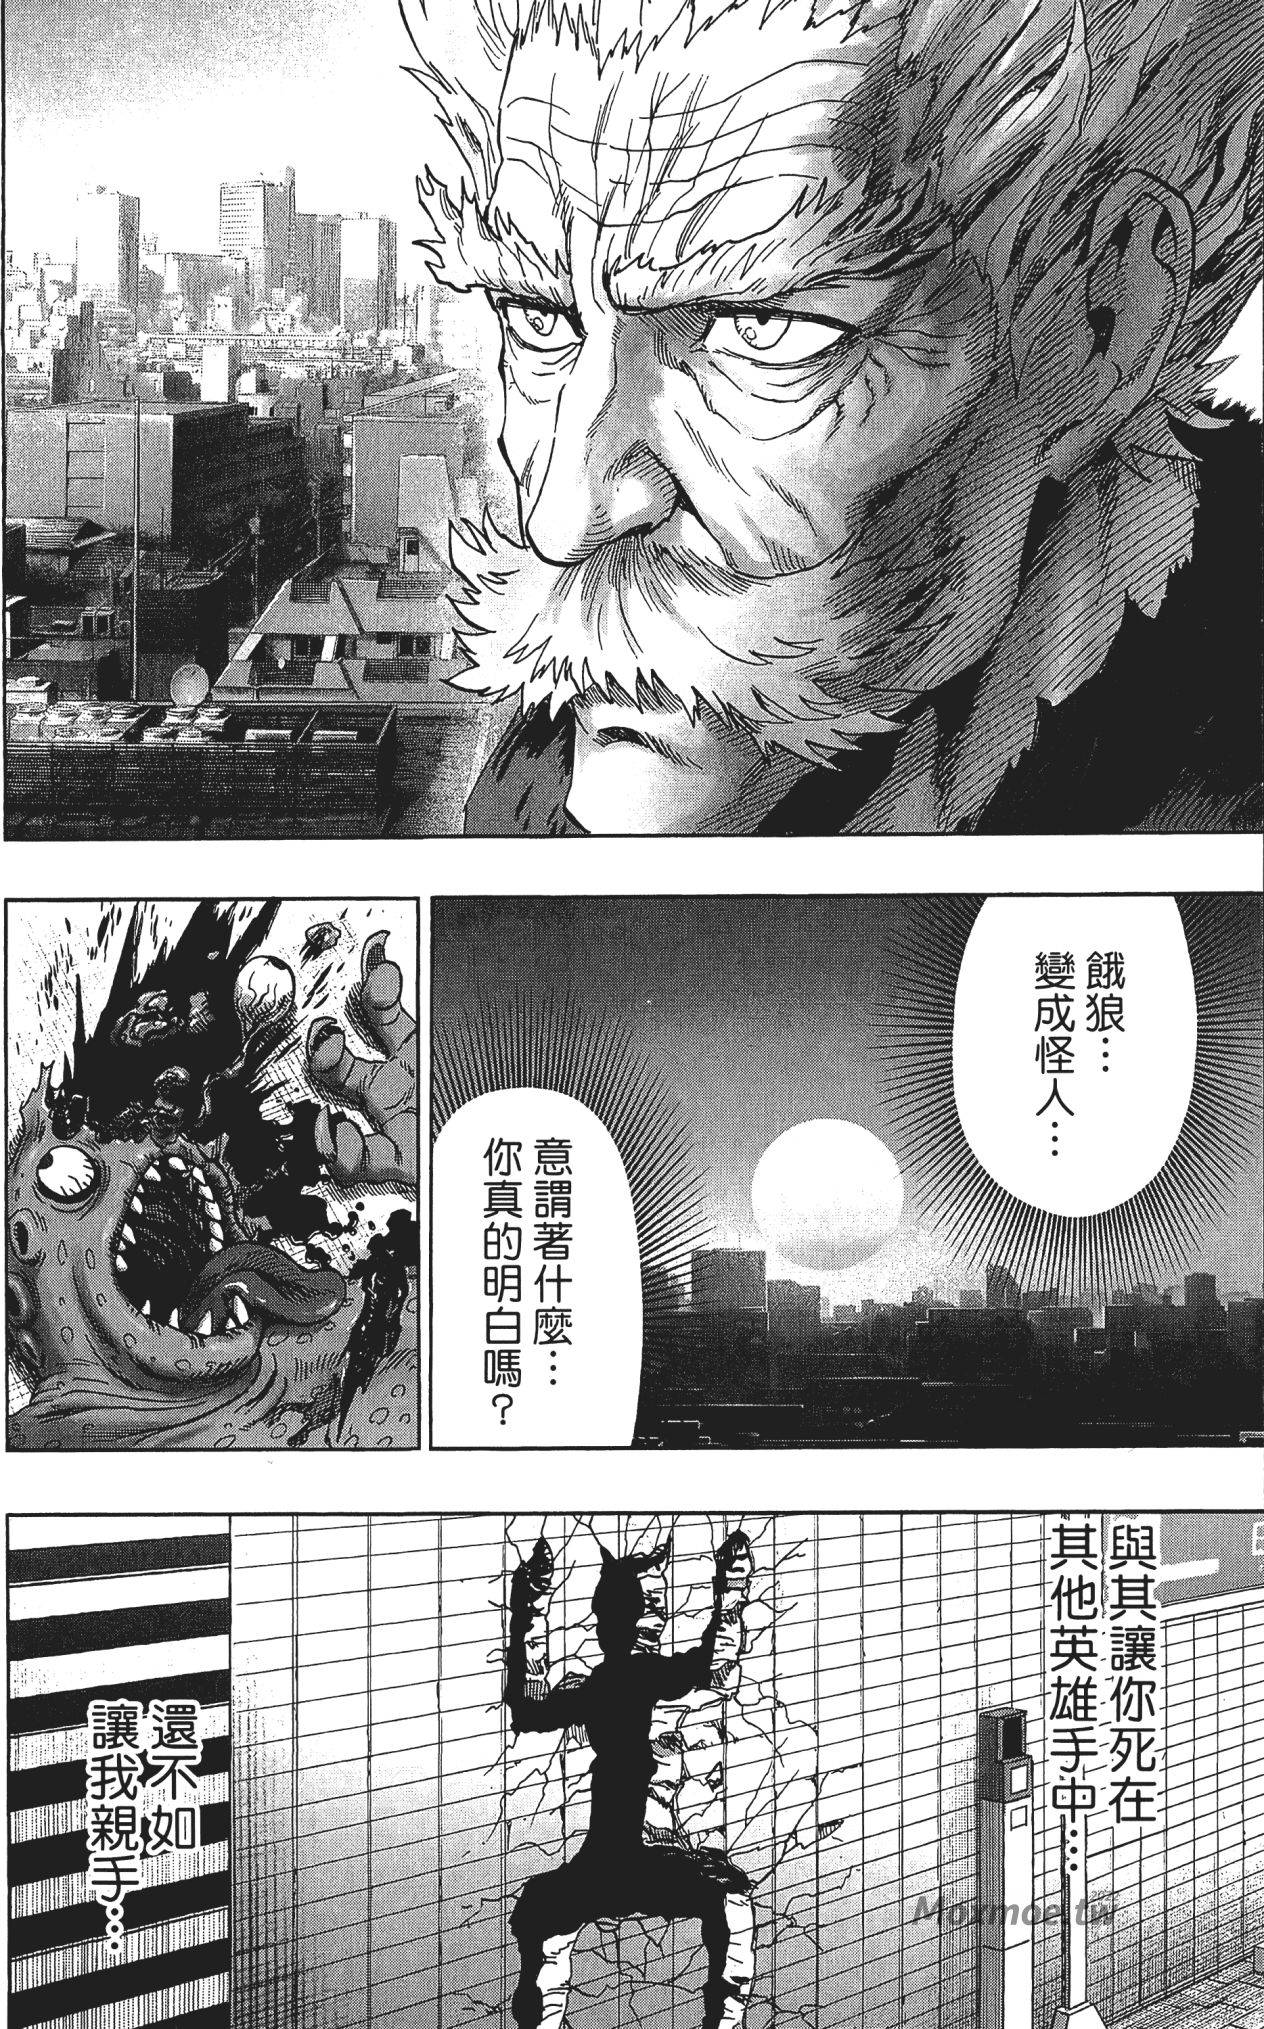 餓狼…
變成怪人…
意謂著什麼…
你真的明白嗎？
與其讓你死在
其他英雄手中…
還不如
讓我親手…
Moxmoe.tw